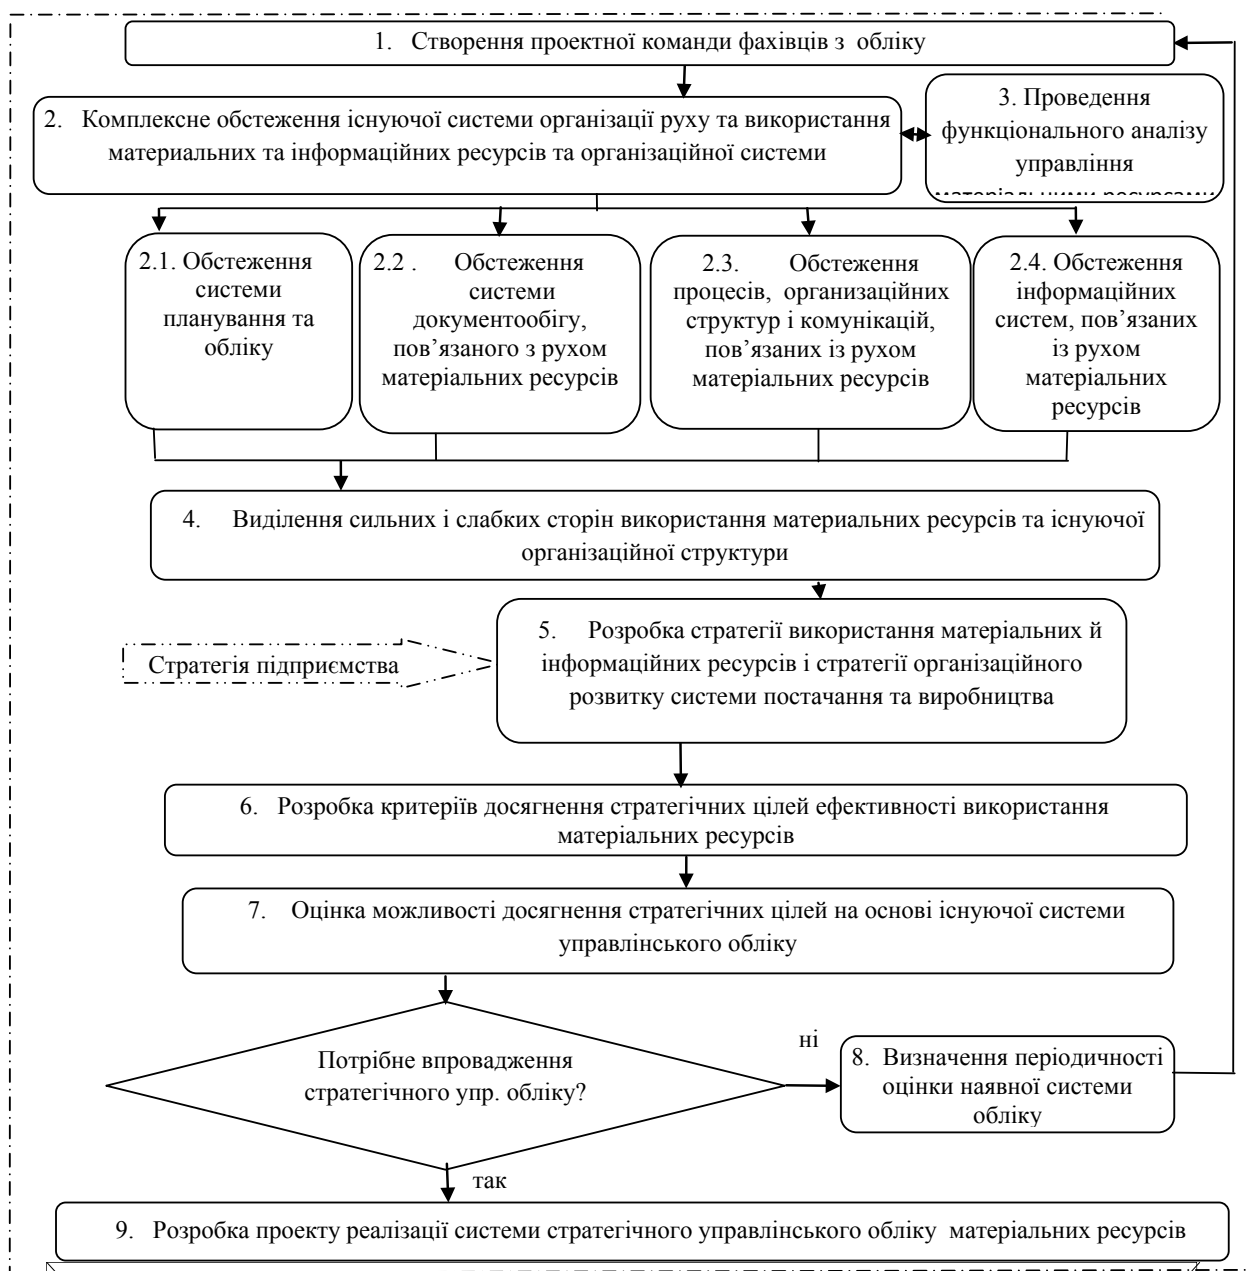 1. Створення проектної команди фахівців з обліку
2. Комплексне обстеження існуючої системи організації руху та використання
материальних та інформаційних ресурсів та організаційної системи
3. Проведення
функціонального аналізу
управління
матеріальними ресурсами
2.1. Обстеження
системи
планування та
обліку
2.2 . Обстеження
системи
документообігу,
пов’язаного з рухом
матеріальних ресурсів
2.3. Обстеження
процесів, организаційних
структур і комунікацій,
пов’язаних із рухом
матеріальних ресурсів
2.4. Обстеження
інформаційних
систем, пов’язаних
із рухом
матеріальних
ресурсів
4. Виділення сильних і слабких сторін використання материальних ресурсів та існуючої
організаційної структури
5. Розробка стратегії використання матеріальних й
інформаційних ресурсів і стратегії організаційного
розвитку системи постачання та виробництва
Стратегія підприємства
6. Розробка критеріїв досягнення стратегічних цілей ефективності використання
матеріальних ресурсів
7. Оцінка можливості досягнення стратегічних цілей на основі існуючої системи
управлінського обліку
Потрібне впровадження
стратегічного упр. обліку?
ні
8. Визначення періодичності
оцінки наявної системи
обліку
так
9. Розробка проекту реалізації системи стратегічного управлінського обліку матеріальних ресурсів